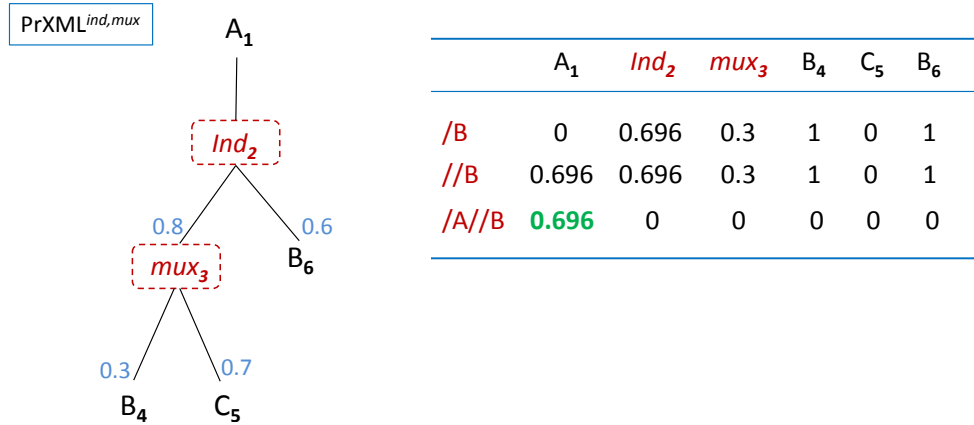 PrXML^ind,mux
A₁
Ind₂
0.8
0.6
mux₃
B₆
0.3
0.7
B₄
C₅
A₁ Ind₂ mux₃ B₄ C₅ B₆
/B 0 0.696 0.3 1 0 1
//B 0.696 0.696 0.3 1 0 1
/A//B 0.696 0 0 0 0 0